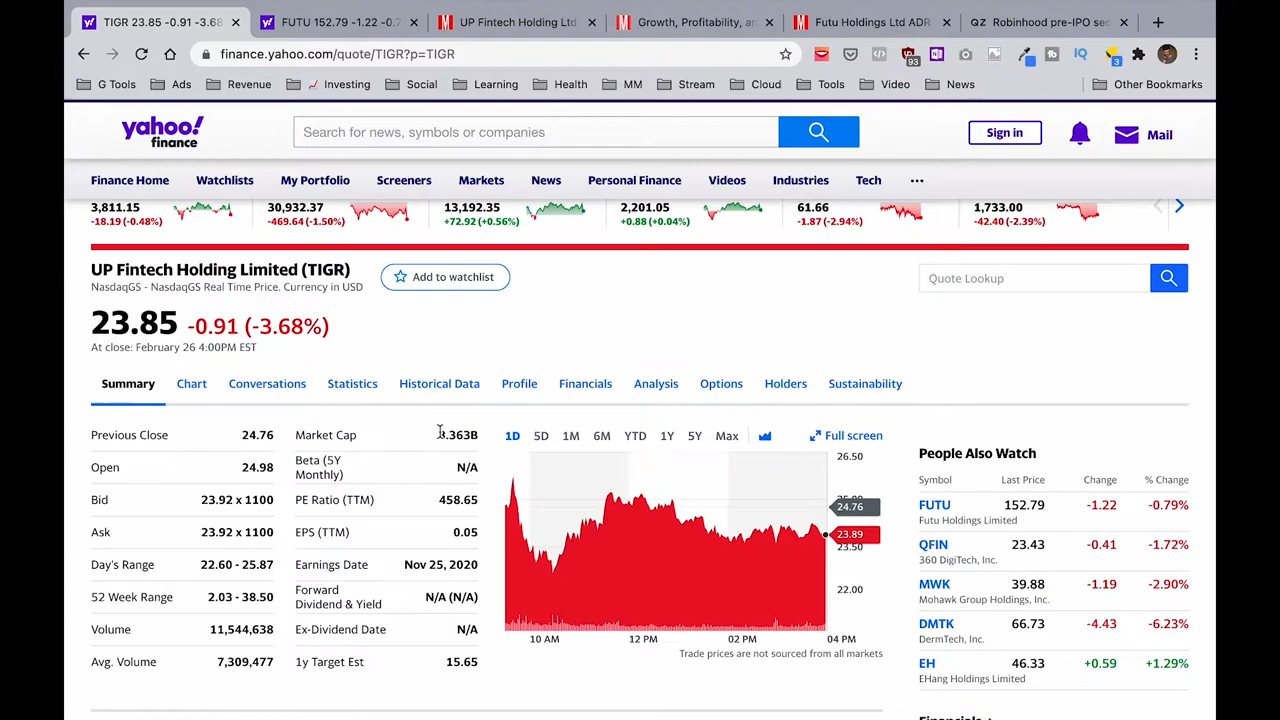 TIGR 23.85 -0.91 -3.68
FUTU 152.79 -1.22 -0.7
UP Fintech Holding Ltd
Growth, Profitability, an
Futu Holdings Ltd ADR
Robinhood pre-IPO sec
finance.yahoo.com/quote/TIGR?p=TIGR
93
IQ
3
G Tools
Ads
Revenue
Investing
Social
Learning
Health
MM
Stream
Cloud
Tools
Video
News
Other Bookmarks
yahoo!
finance
Search for news, symbols or companies
Sign in
Mail
Finance Home
Watchlists
My Portfolio
Screeners
Markets
News
Personal Finance
Videos
Industries
Tech
3,811.15
-18.19 (-0.48%)
30,932.37
-469.64 (-1.50%)
13,192.35
+72.92 (+0.56%)
2,201.05
+0.88 (+0.04%)
61.66
-1.87 (-2.94%)
1,733.00
-42.40 (-2.39%)
UP Fintech Holding Limited (TIGR)
NasdaqGS - NasdaqGS Real Time Price. Currency in USD
Add to watchlist
Quote Lookup
23.85 -0.91 (-3.68%)
At close: February 26 4:00PM EST
Summary
Chart
Conversations
Statistics
Historical Data
Profile
Financials
Analysis
Options
Holders
Sustainability
Previous Close 24.76
Open 24.98
Bid 23.92 x 1100
Ask 23.92 x 1100
Day's Range 22.60 - 25.87
52 Week Range 2.03 - 38.50
Volume 11,544,638
Avg. Volume 7,309,477
Market Cap .363B
Beta (5Y
Monthly) N/A
PE Ratio (TTM) 458.65
EPS (TTM) 0.05
Earnings Date Nov 25, 2020
Forward
Dividend & Yield N/A (N/A)
Ex-Dividend Date N/A
1y Target Est 15.65
1D 5D 1M 6M YTD 1Y 5Y Max
Full screen
26.50
25.00
24.76
23.89
23.50
22.00
10 AM 12 PM 02 PM 04 PM
Trade prices are not sourced from all markets
People Also Watch
Symbol Last Price Change % Change
FUTU 152.79 -1.22 -0.79%
Futu Holdings Limited
QFIN 23.43 -0.41 -1.72%
360 DigiTech, Inc.
MWK 39.88 -1.19 -2.90%
Mohawk Group Holdings, Inc.
DMTK 66.73 -4.43 -6.23%
DermTech, Inc.
EH 46.33 +0.59 +1.29%
EHang Holdings Limited